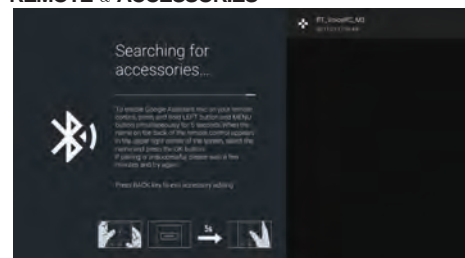 REMOTE & ACCESSORIES
Searching for
accessories...
To enable Google Assistant mic on your remote
control, press and hold LEFT button and MENU
button simultaneously for 5 seconds. When the
name on the back of the remote control appears
in the upper right corner of the screen, select the
name and press the OK button.
If pairing is unsuccessful, please wait a few
minutes and try again.
Press BACK key to exit accessory adding
5s